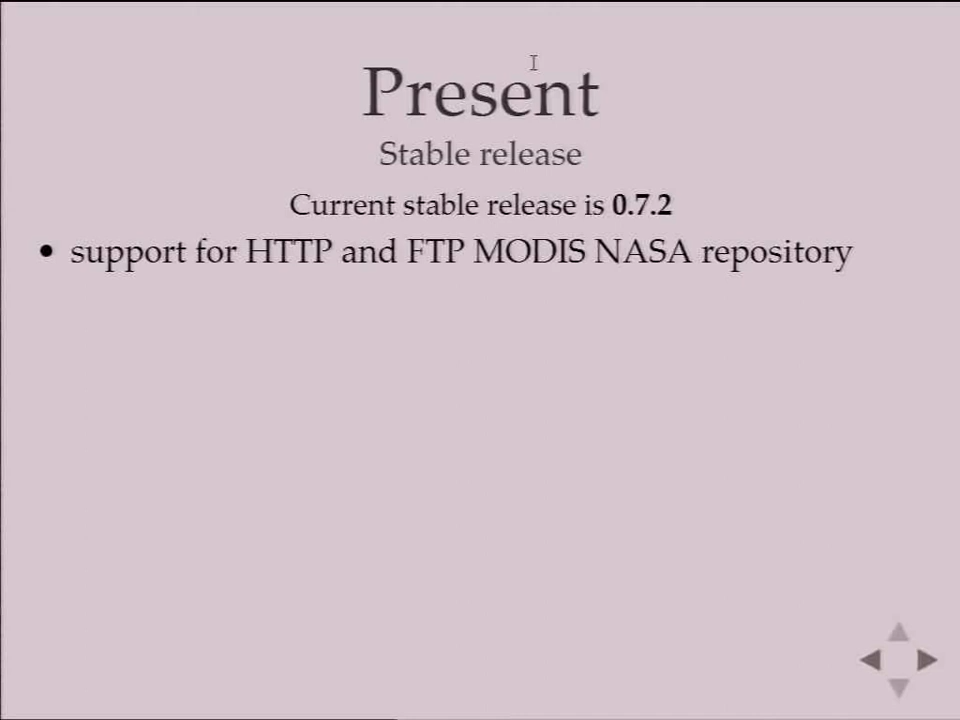 Present
Stable release
Current stable release is 0.7.2
• support for HTTP and FTP MODIS NASA repository